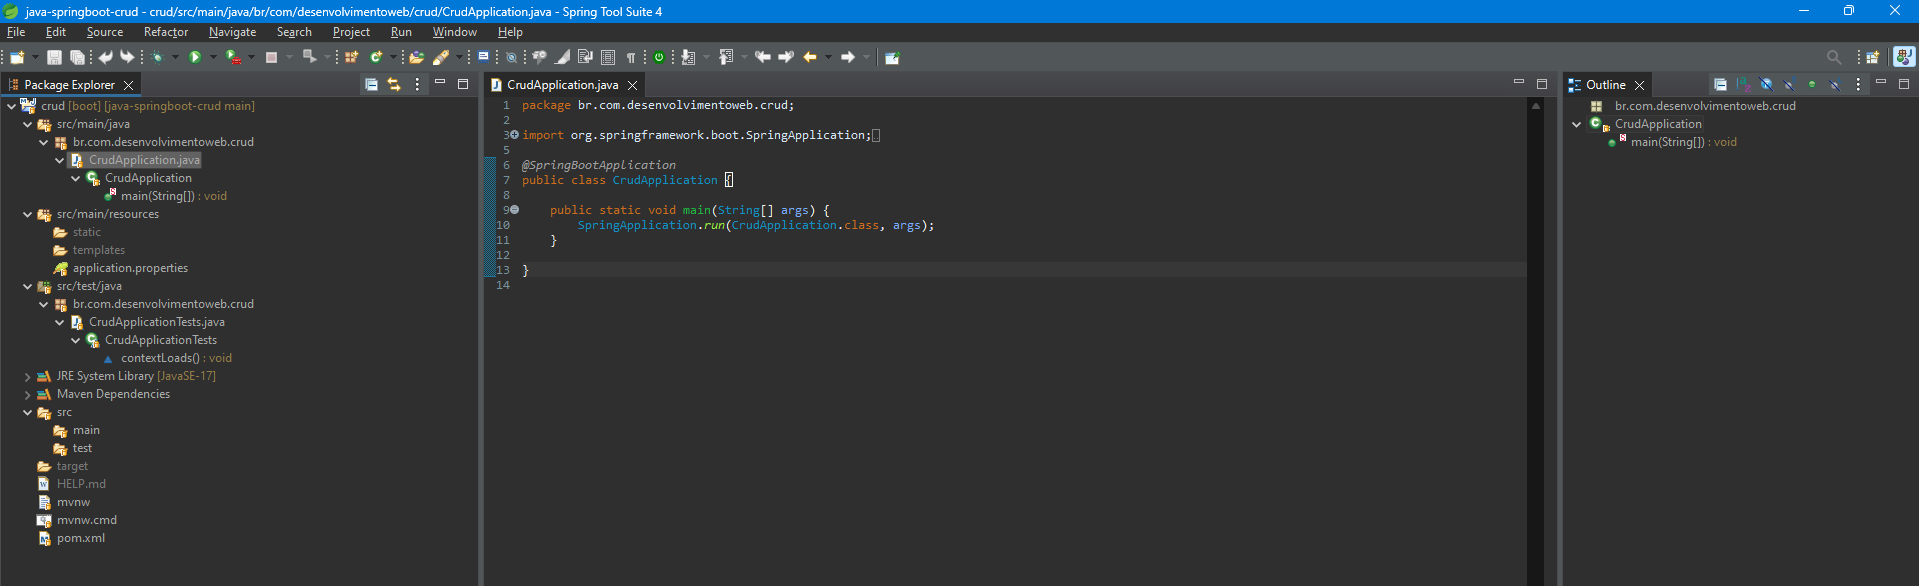 java-springboot-crud - crud/src/main/java/br/com/desenvolvimentoweb/crud/CrudApplication.java - Spring Tool Suite 4
File Edit Source Refactor Navigate Search Project Run Window Help
Package Explorer
crud [boot] [java-springboot-crud main]
src/main/java
br.com.desenvolvimentoweb.crud
CrudApplication.java
CrudApplication
main(String[]) : void
src/main/resources
static
templates
application.properties
src/test/java
br.com.desenvolvimentoweb.crud
CrudApplicationTests.java
CrudApplicationTests
contextLoads() : void
JRE System Library [JavaSE-17]
Maven Dependencies
src
main
test
target
HELP.md
mvnw
mvnw.cmd
pom.xml
CrudApplication.java
1 package br.com.desenvolvimentoweb.crud;
2
3 import org.springframework.boot.SpringApplication;
5
6 @SpringBootApplication
7 public class CrudApplication {
8
9 public static void main(String[] args) {
10 SpringApplication.run(CrudApplication.class, args);
11 }
12
13 }
14
Outline
br.com.desenvolvimentoweb.crud
CrudApplication
main(String[]) : void